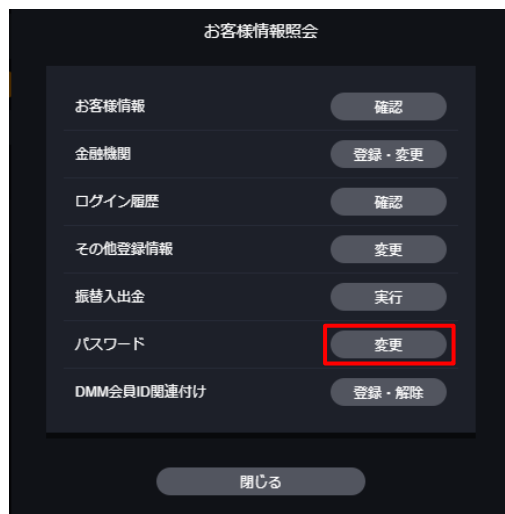 お客様情報照会
お客様情報 確認
金融機関 登録・変更
ログイン履歴 確認
その他登録情報 変更
振替入出金 実行
パスワード 変更
DMM会員ID関連付け 登録・解除
閉じる